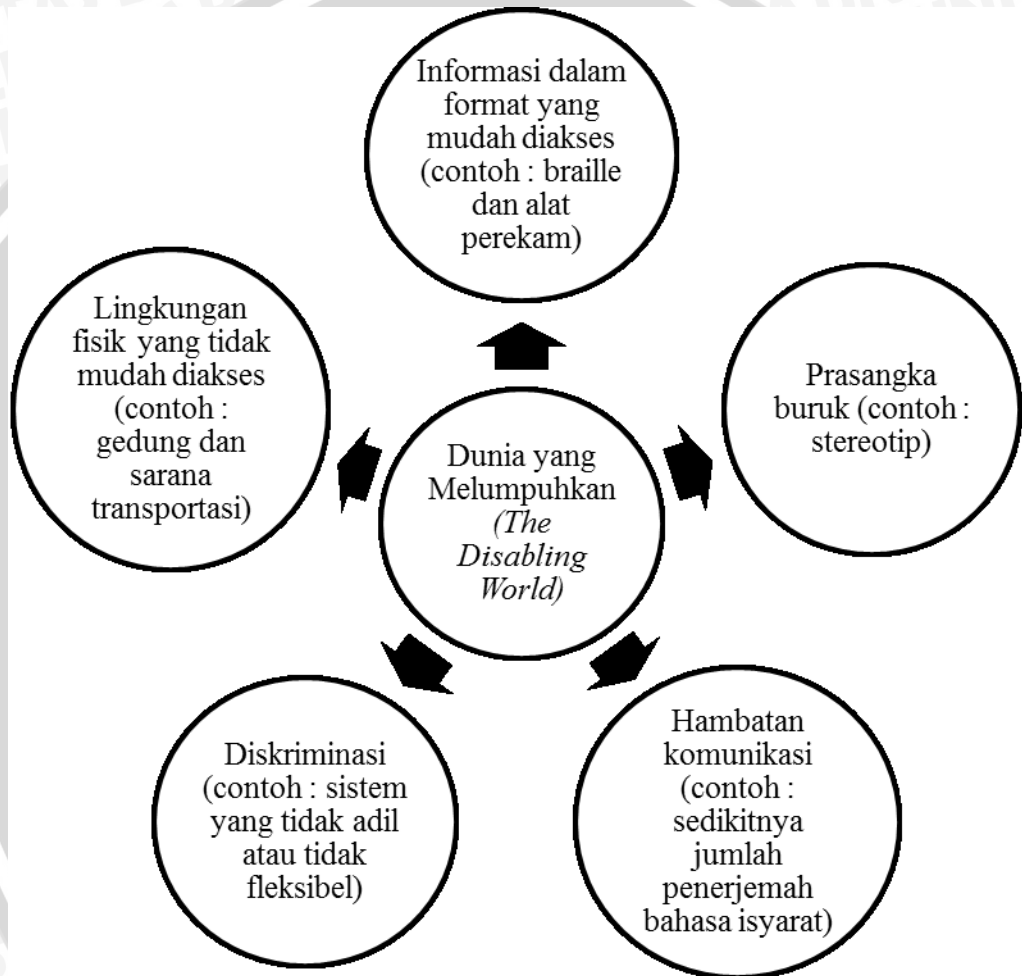 Informasi dalam
format yang
mudah diakses
(contoh : braille
dan alat
perekam)
Lingkungan
fisik yang tidak
mudah diakses
(contoh :
gedung dan
sarana
transportasi)
Prasangka
buruk (contoh :
stereotip)
Dunia yang
Melumpuhkan
(The
Disabling
World)
Diskriminasi
(contoh : sistem
yang tidak adil
atau tidak
fleksibel)
Hambatan
komunikasi
(contoh :
sedikitnya
jumlah
penerjemah
bahasa isyarat)